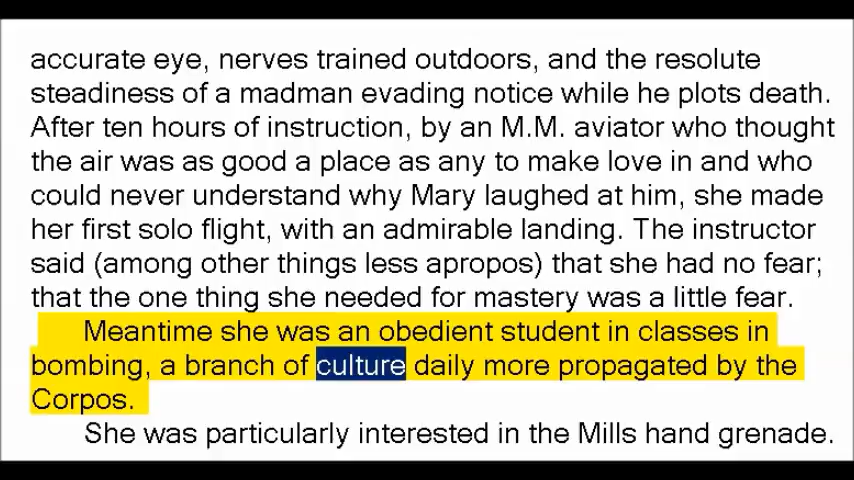 accurate eye, nerves trained outdoors, and the resolute
steadiness of a madman evading notice while he plots death.
After ten hours of instruction, by an M.M. aviator who thought
the air was as good a place as any to make love in and who
could never understand why Mary laughed at him, she made
her first solo flight, with an admirable landing. The instructor
said (among other things less apropos) that she had no fear;
that the one thing she needed for mastery was a little fear.
Meantime she was an obedient student in classes in
bombing, a branch of culture daily more propagated by the
Corpos.
She was particularly interested in the Mills hand grenade.